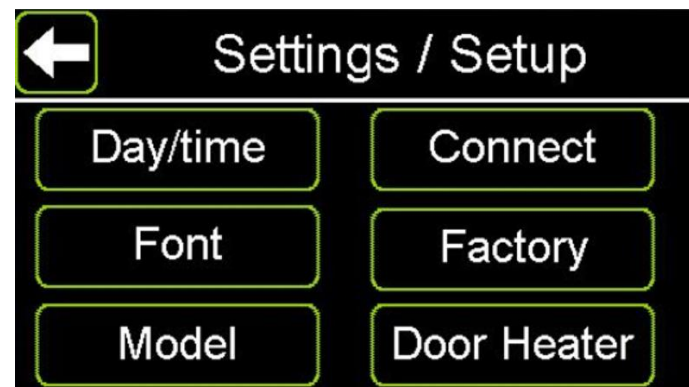 Settings / Setup
Day/time
Connect
Font
Factory
Model
Door Heater